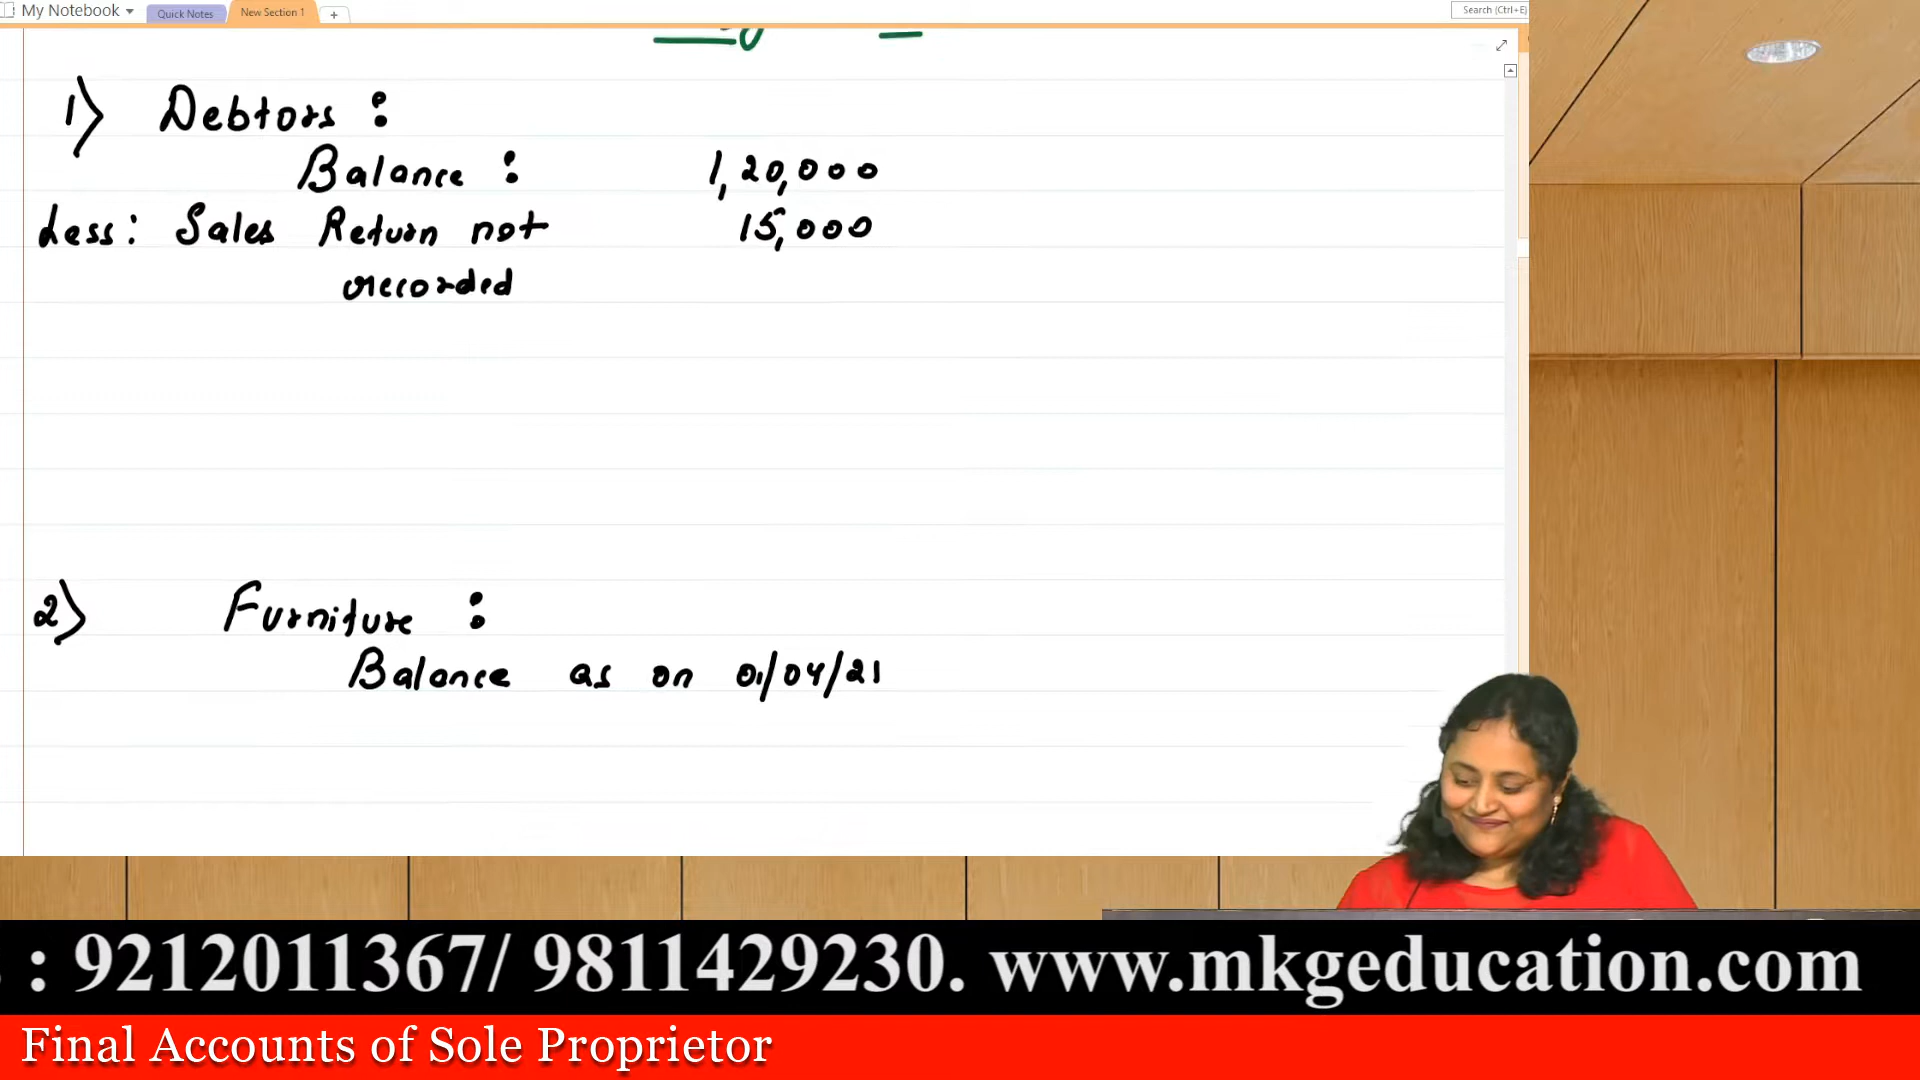 My Notebook
Quick Notes
New Section 1
+
Search (Ctrl+E)
1) Debtors :
Balance : 1,20,000
Less: Sales Return not 15,000
recorded
2) Furniture :
Balance as on 01/04/21
: 9212011367/ 9811429230. www.mkgeducation.com
Final Accounts of Sole Proprietor